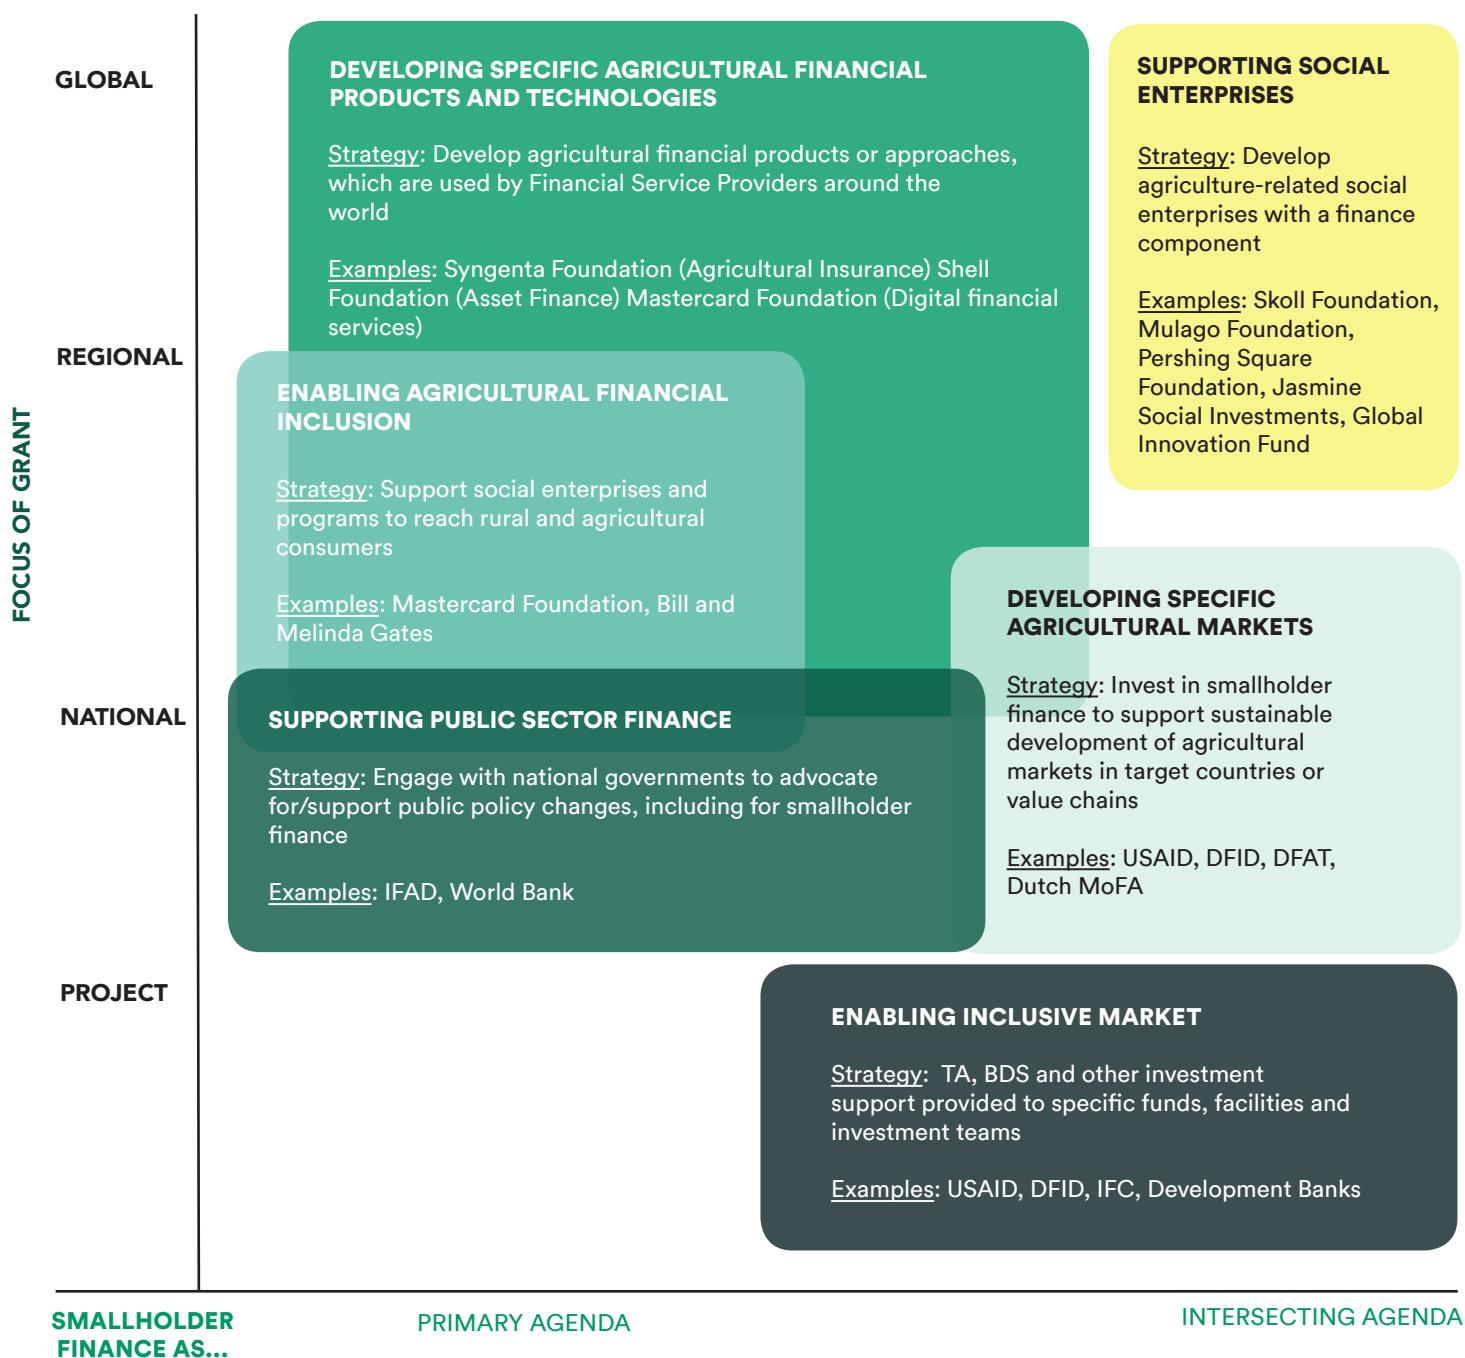 GLOBAL
DEVELOPING SPECIFIC AGRICULTURAL FINANCIAL
PRODUCTS AND TECHNOLOGIES
Strategy: Develop agricultural financial products or approaches,
which are used by Financial Service Providers around the
world
Examples: Syngenta Foundation (Agricultural Insurance) Shell
Foundation (Asset Finance) Mastercard Foundation (Digital financial
services)
SUPPORTING SOCIAL
ENTERPRISES
Strategy: Develop
agriculture-related social
enterprises with a finance
component
Examples: Skoll Foundation,
Mulago Foundation,
Pershing Square
Foundation, Jasmine
Social Investments, Global
Innovation Fund
REGIONAL
FOCUS OF GRANT
ENABLING AGRICULTURAL FINANCIAL
INCLUSION
Strategy: Support social enterprises and
programs to reach rural and agricultural
consumers
Examples: Mastercard Foundation, Bill and
Melinda Gates
DEVELOPING SPECIFIC
AGRICULTURAL MARKETS
Strategy: Invest in smallholder
finance to support sustainable
development of agricultural
markets in target countries or
value chains
Examples: USAID, DFID, DFAT,
Dutch MoFA
NATIONAL
SUPPORTING PUBLIC SECTOR FINANCE
Strategy: Engage with national governments to advocate
for/support public policy changes, including for smallholder
finance
Examples: IFAD, World Bank
PROJECT
ENABLING INCLUSIVE MARKET
Strategy: TA, BDS and other investment
support provided to specific funds, facilities and
investment teams
Examples: USAID, DFID, IFC, Development Banks
SMALLHOLDER
FINANCE AS...
PRIMARY AGENDA
INTERSECTING AGENDA